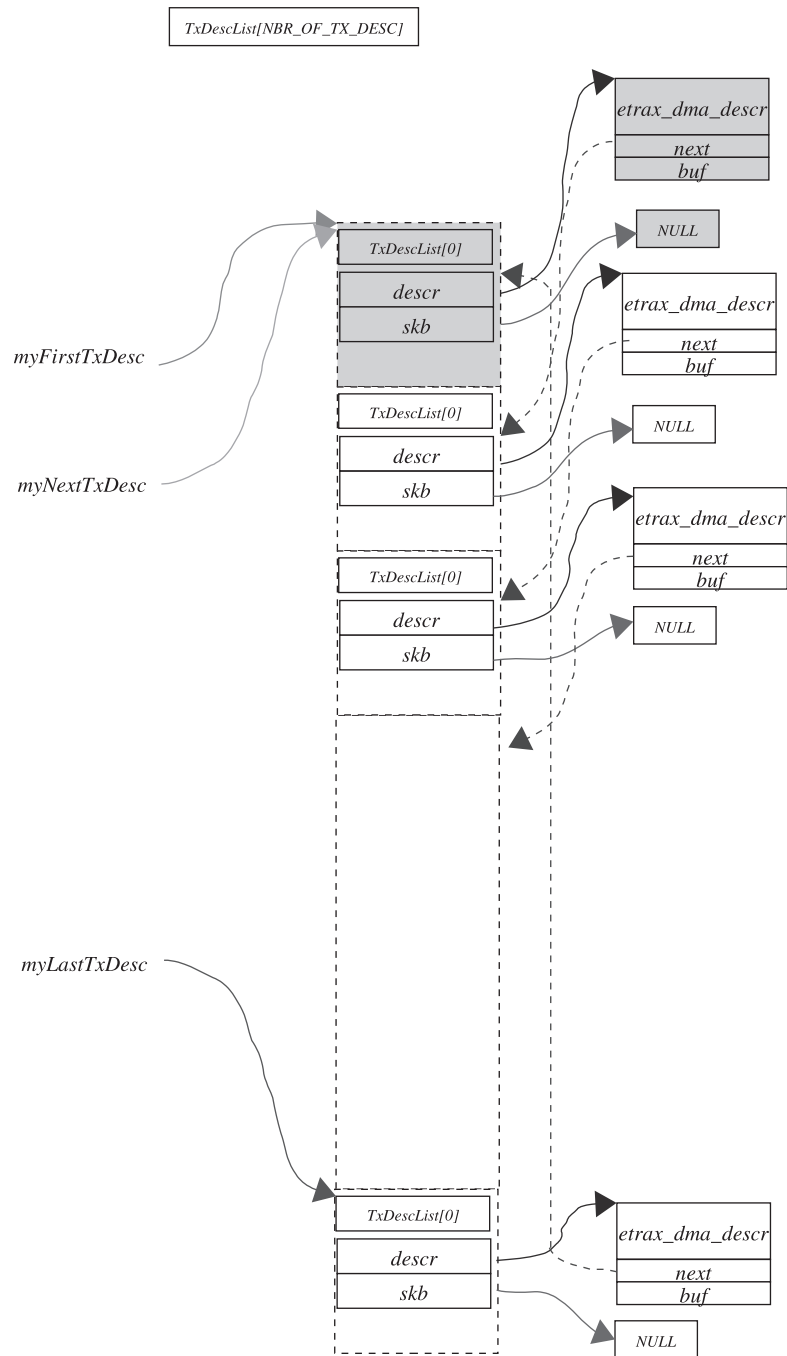 TxDescList[NBR_OF_TX_DESC]
etrax_dma_descr
next
buf
NULL
TxDescList[0]
descr
skb
etrax_dma_descr
next
buf
myFirstTxDesc
TxDescList[0]
NULL
descr
skb
myNextTxDesc
etrax_dma_descr
next
buf
TxDescList[0]
descr
skb
NULL
myLastTxDesc
TxDescList[0]
descr
skb
etrax_dma_descr
next
buf
NULL